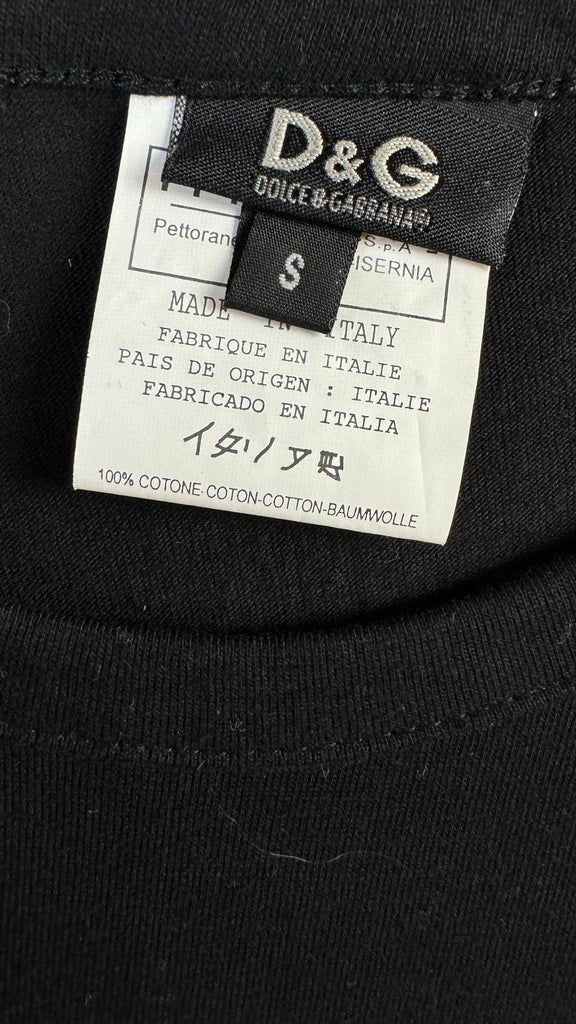 D&G
DOLCE&GABBANA®
S
Pettorane S.p.A
ISERNIA
MADE IN ITALY
FABRIQUE EN ITALIE
PAIS DE ORIGEN : ITALIE
FABRICADO EN ITALIA
イタリア製
100% COTONE-COTON-COTTON-BAUMWOLLE